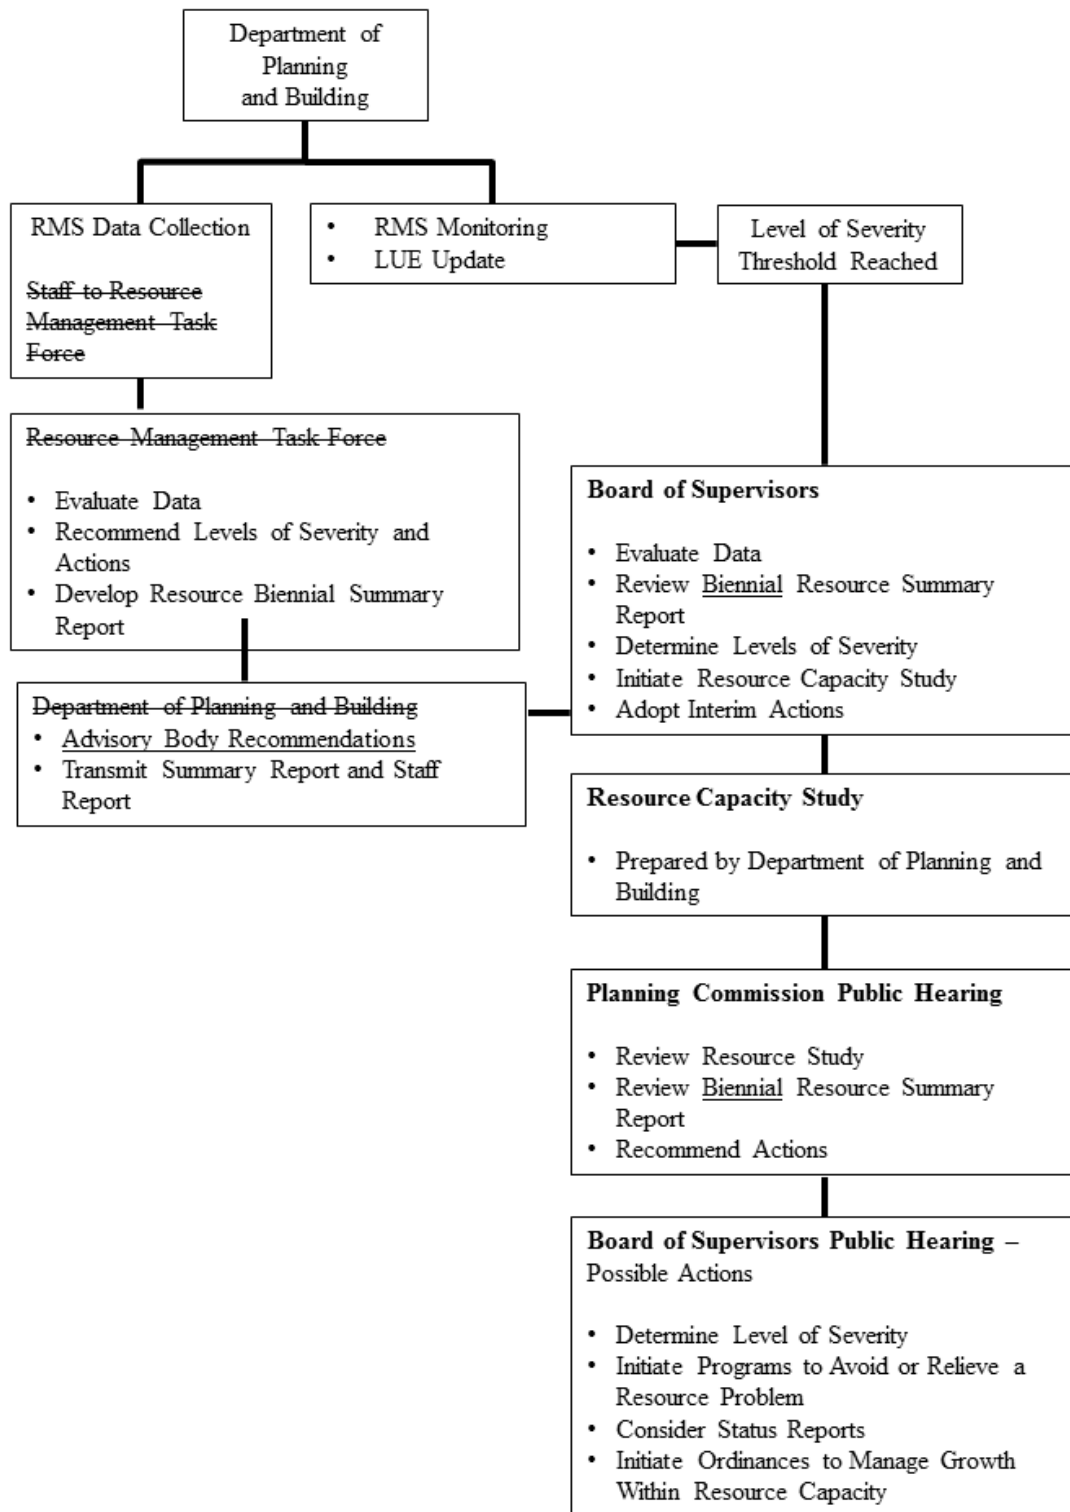 Department of
Planning
and Building
RMS Data Collection
Staff to Resource
Management Task
Force
• RMS Monitoring
• LUE Update
Level of Severity
Threshold Reached
Resource Management Task Force
• Evaluate Data
• Recommend Levels of Severity and
Actions
• Develop Resource Biennial Summary
Report
Department of Planning and Building
• Advisory Body Recommendations
• Transmit Summary Report and Staff
Report
Board of Supervisors
• Evaluate Data
• Review Biennial Resource Summary
Report
• Determine Levels of Severity
• Initiate Resource Capacity Study
• Adopt Interim Actions
Resource Capacity Study
• Prepared by Department of Planning and
Building
Planning Commission Public Hearing
• Review Resource Study
• Review Biennial Resource Summary
Report
• Recommend Actions
Board of Supervisors Public Hearing –
Possible Actions
• Determine Level of Severity
• Initiate Programs to Avoid or Relieve a
Resource Problem
• Consider Status Reports
• Initiate Ordinances to Manage Growth
Within Resource Capacity